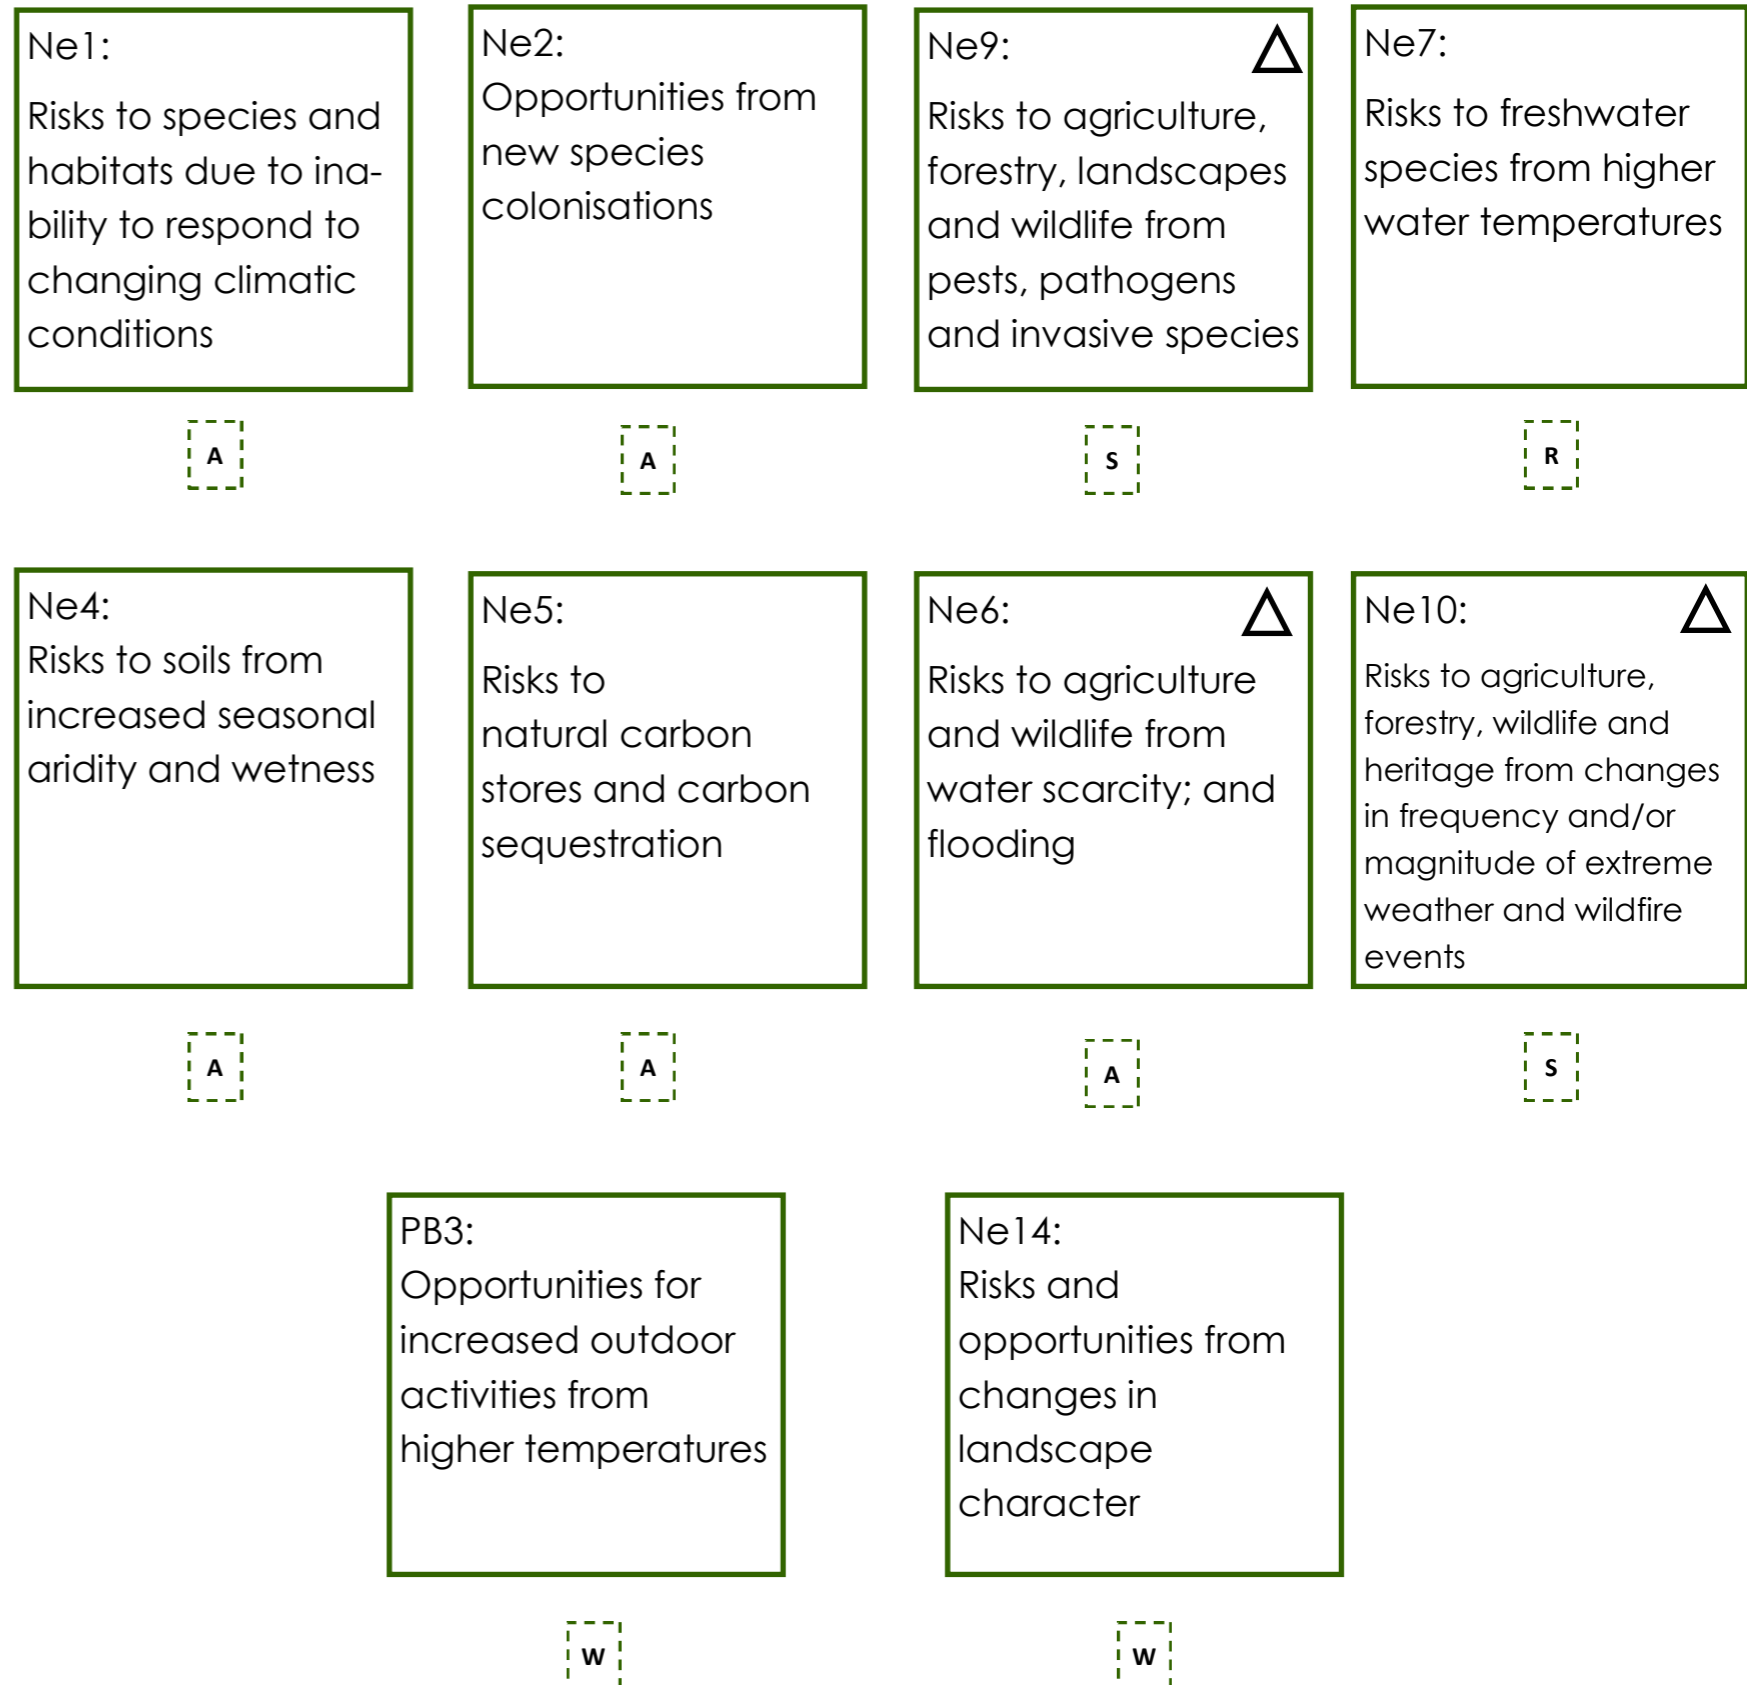 Ne1:
Risks to species and
habitats due to ina-
bility to respond to
changing climatic
conditions
A
Ne2:
Opportunities from
new species
colonisations
A
Ne9:
Risks to agriculture,
forestry, landscapes
and wildlife from
pests, pathogens
and invasive species
S
Ne7:
Risks to freshwater
species from higher
water temperatures
R
Ne4:
Risks to soils from
increased seasonal
aridity and wetness
A
Ne5:
Risks to
natural carbon
stores and carbon
sequestration
A
Ne6:
Risks to agriculture
and wildlife from
water scarcity; and
flooding
A
Ne10:
Risks to agriculture,
forestry, wildlife and
heritage from changes
in frequency and/or
magnitude of extreme
weather and wildfire
events
S
PB3:
Opportunities for
increased outdoor
activities from
higher temperatures
W
Ne14:
Risks and
opportunities from
changes in
landscape
character
W